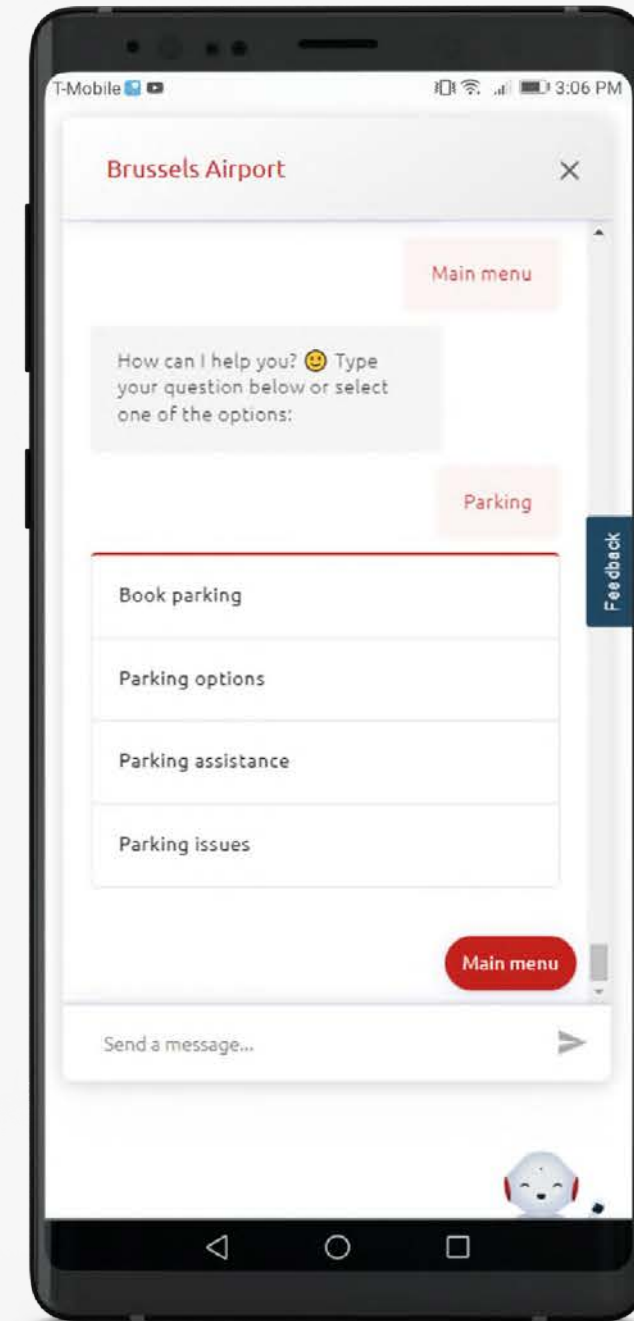 T-Mobile
3:06 PM
Brussels Airport
Main menu
How can I help you? 🙂 Type
your question below or select
one of the options:
Parking
Feedback
Book parking
Parking options
Parking assistance
Parking issues
Main menu
Send a message...